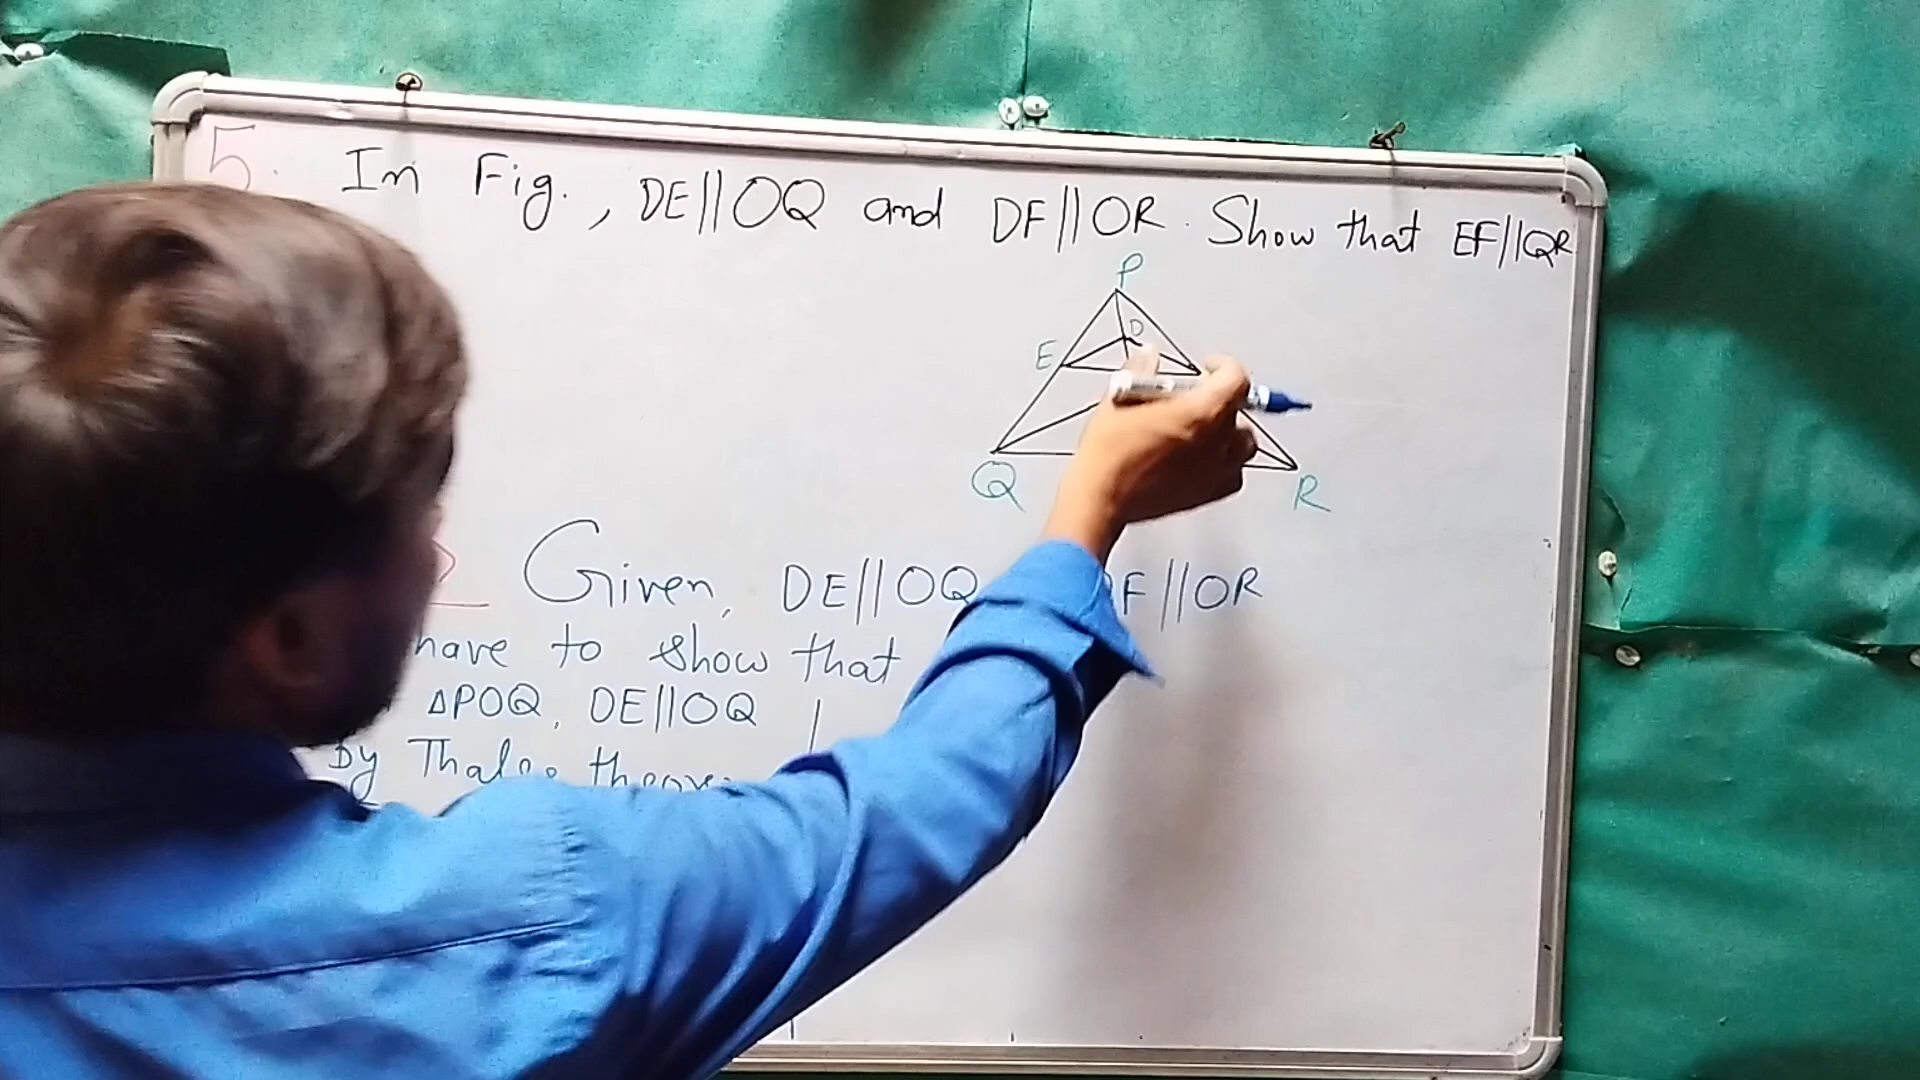 5. In Fig., DE||OQ and DF||OR. Show that EF||QR
P
D
E
Q
R
Given, DE||OQ F||OR
have to show that
ΔPOQ, DE||OQ
By Thales